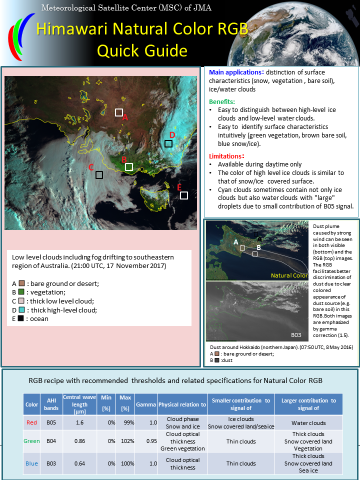 Meteorological Satellite Center (MSC) of JMA
Himawari Natural Color RGB
Quick Guide
Main applications: distinction of surface
characteristics (snow, vegetation , bare soil),
ice/water clouds
Benefits:
• Easy to distinguish between high-level ice
clouds and low-level water clouds.
• Easy to identify surface characteristics
intuitively (green vegetation, brown bare soil,
blue snow/ice).
Limitations:
• Available during daytime only
• The color of high level ice clouds is similar to
that of snow/ice covered surface.
• Cyan clouds sometimes contain not only ice
clouds but also water clouds with "large"
droplets due to small contribution of B05 signal.
A
D
B
C
E
Low level clouds including fog drifting to southeastern
region of Australia. (21:00 UTC, 17 November 2017)
A : bare ground or desert;
B : vegetation;
C : thick low level cloud;
D : thick high-level cloud;
E : ocean
A
B
Natural Color
B03
Dust plume
caused by strong
wind can be seen
in both visible
(bottom) and the
RGB (top) images.
The RGB
facilitates better
discrimination of
dust due to clear
colored
appearance of
dust source (e.g.
bare soil) in this
RGB. Both images
are emphasized
by gamma
correction (1.5).
Dust around Hokkaido (northern Japan). (07:50 UTC, 8 May 2016)
A : bare ground or desert;
B : dust
RGB recipe with recommended thresholds and related specifications for Natural Color RGB
Color AHI bands Central wave length [μm] Min [%] Max [%] Gamma Physical relation to Smaller contribution to signal of Larger contribution to signal of
Red B05 1.6 0% 99% 1.0 Cloud phase Snow and ice Ice clouds Snow covered land/sea ice Water clouds
Green B04 0.86 0% 102% 0.95 Cloud optical thickness Green vegetation Thin clouds Thick clouds Snow covered land Vegetation
Blue B03 0.64 0% 100% 1.0 Cloud optical thickness Thin clouds Thick clouds Snow covered land Sea ice